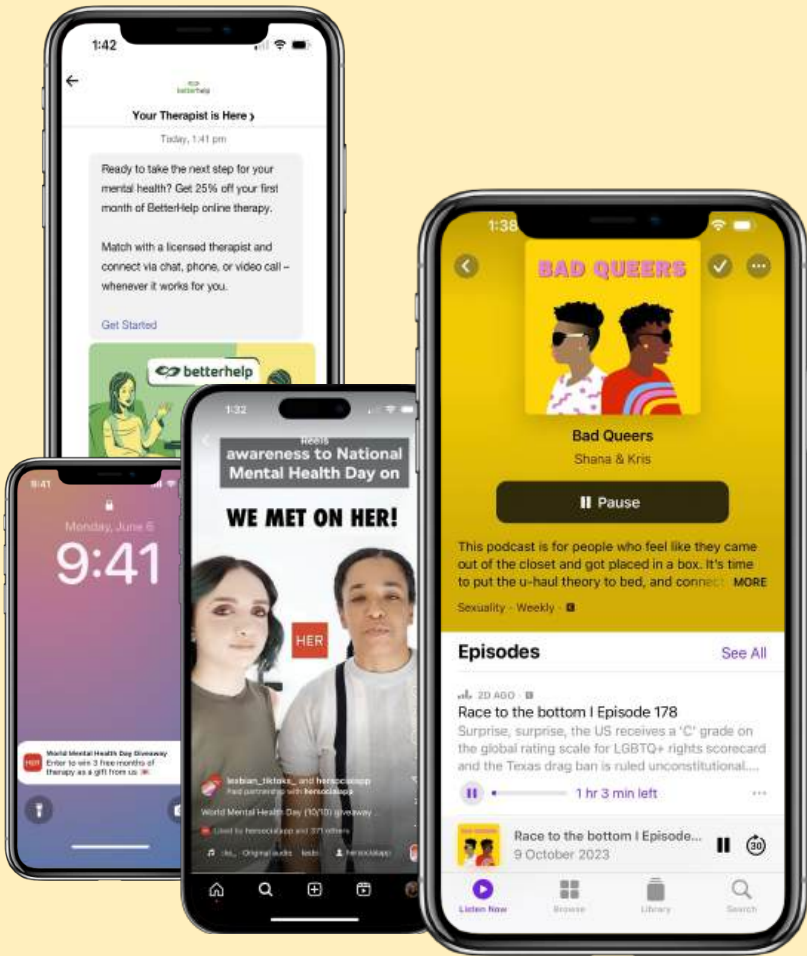 1:42
betterhelp
Your Therapist is Here ›
Today, 1:41 pm
Ready to take the next step for your
mental health? Get 25% off your first
month of BetterHelp online therapy.
Match with a licensed therapist and
connect via chat, phone, or video call –
whenever it works for you.
Get Started
betterhelp
9:41
Monday, June 6
9:41
HER
World Mental Health Day Giveaway
Enter to win 3 free months of
therapy as a gift from us
1:32
Reels
awareness to National
Mental Health Day on
WE MET ON HER!
HER
lesbian_tiktoks_ and hersocialapp
Paid partnership with hersocialapp
World Mental Health Day (10/10) giveaway
Liked by hersocialapp and 371 others
Original audio
hersocialapp
1:38
BAD QUEERS
Bad Queers
Shana & Kris
Pause
This podcast is for people who feel like they came
out of the closet and got placed in a box. It's time
to put the u-haul theory to bed, and connect MORE
Sexuality · Weekly · E
Episodes
See All
2D AGO · E
Race to the bottom I Episode 178
Surprise, surprise, the US receives a 'C' grade on
the global rating scale for LGBTQ+ rights scorecard
and the Texas drag ban is ruled unconstitutional....
1 hr 3 min left
BAD QUEERS
Race to the bottom I Episode...
9 October 2023
30
Listen Now
Browse
Library
Search